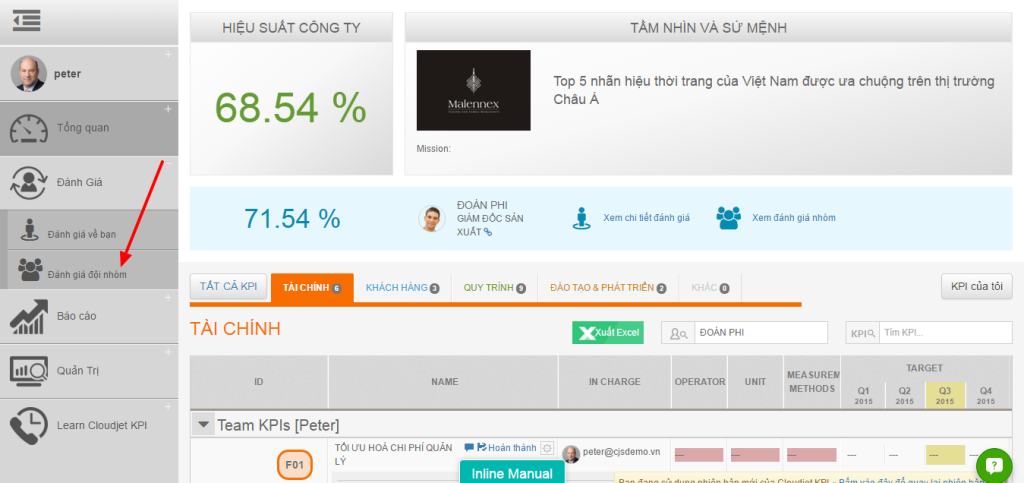 peter
Tổng quan
Đánh Giá
Đánh giá về bạn
Đánh giá đội nhóm
Báo cáo
Quản Trị
Learn Cloudjet KPI
HIỆU SUẤT CÔNG TY
68.54 %
TẦM NHÌN VÀ SỨ MỆNH
Malennex
Top 5 nhãn hiệu thời trang của Việt Nam được ưa chuộng trên thị trường
Châu Á
Mission:
71.54 %
ĐOÀN PHI
GIÁM ĐỐC SẢN
XUẤT
Xem chi tiết đánh giá
Xem đánh giá nhóm
TẤT CẢ KPI
TÀI CHÍNH 6
KHÁCH HÀNG 3
QUY TRÌNH 9
ĐÀO TẠO & PHÁT TRIỂN 2
KHÁC 0
KPI của tôi
TÀI CHÍNH
Xuất Excel
ĐOÀN PHI
KPI
Tìm KPI...
ID
NAME
IN CHARGE
OPERATOR
UNIT
MEASUREM
METHODS
TARGET
Q1 Q2 Q3 Q4
2015 2015 2015 2015
Team KPIs [Peter]
F01
TỐI ƯU HOÁ CHI PHÍ QUẢN
LÝ
Hoàn thành
peter@cjsdemo.vn
--- --- --- --- --- --- ---
Inline Manual
Bạn đang sử dụng phiên bản mới của Cloudjet KPI - Bấm vào đây để quay lại phiên bản